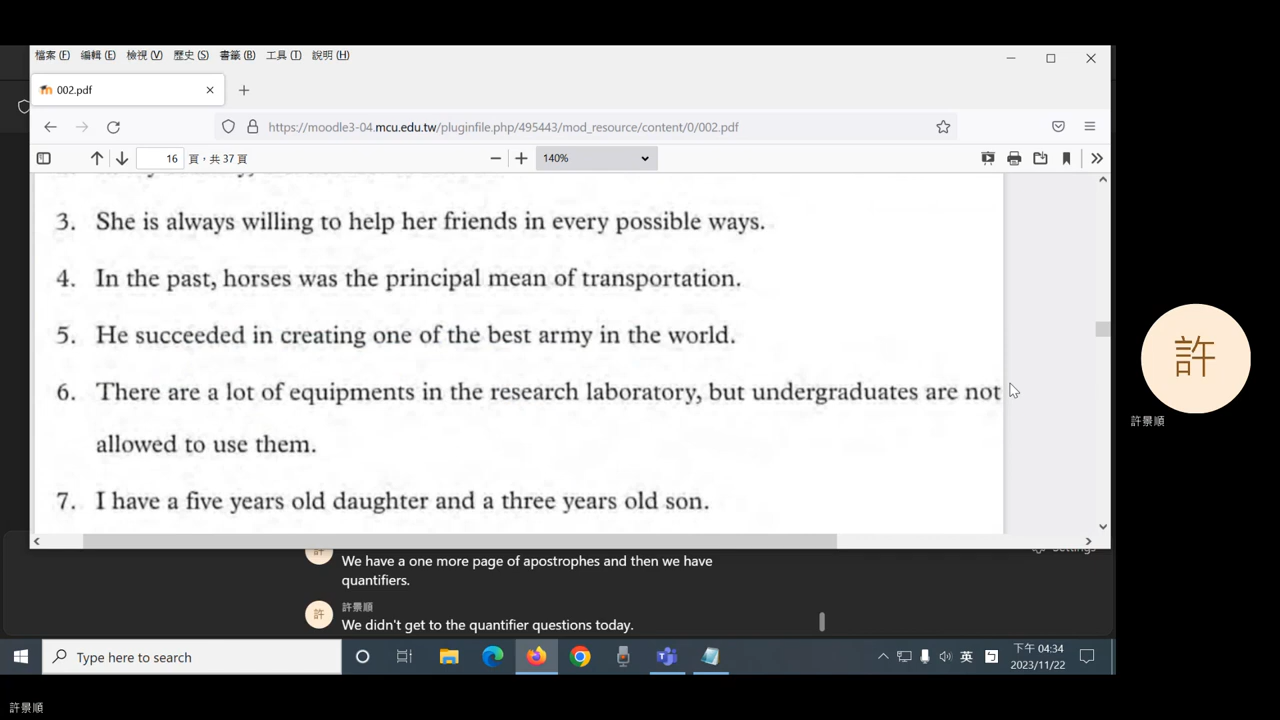 檔案 (F) 編輯 (E) 檢視 (V) 歷史 (S) 書籤 (B) 工具 (T) 說明 (H)
002.pdf
https://moodle3-04.mcu.edu.tw/pluginfile.php/495443/mod_resource/content/0/002.pdf
16 頁，共 37 頁 140%
3. She is always willing to help her friends in every possible ways.
4. In the past, horses was the principal mean of transportation.
5. He succeeded in creating one of the best army in the world.
6. There are a lot of equipments in the research laboratory, but undergraduates are not
allowed to use them.
7. I have a five years old daughter and a three years old son.
許
許景順
Settings
許
We have a one more page of apostrophes and then we have
quantifiers.
許景順
許
We didn't get to the quantifier questions today.
Type here to search
英
下午 04:34
2023/11/22
許景順